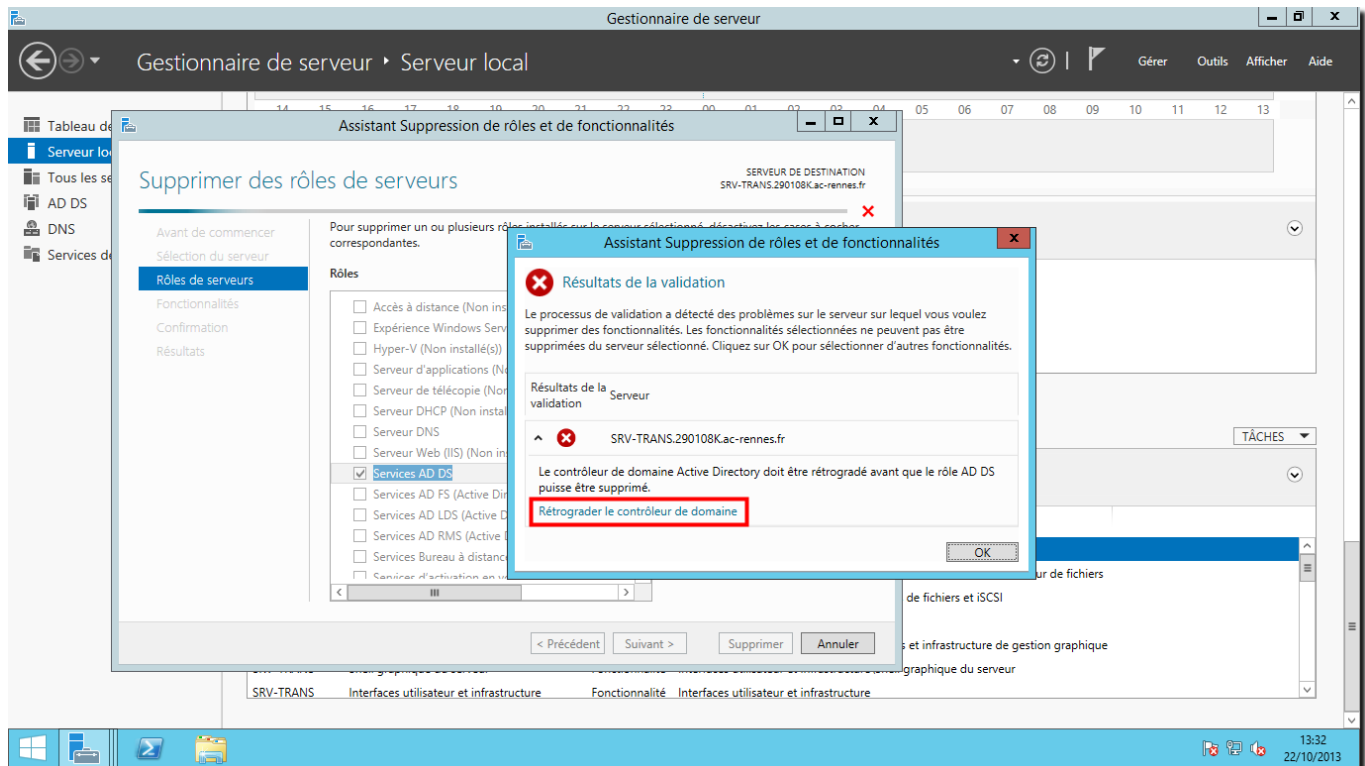 Gestionnaire de serveur
Gestionnaire de serveur ‣ Serveur local
Gérer Outils Afficher Aide
Tableau de
Serveur lo
Tous les se
AD DS
DNS
Services d
14 15 16 17 18 19 20 21 22 23 00 01 02 03 04 05 06 07 08 09 10 11 12 13
Assistant Suppression de rôles et de fonctionnalités
Supprimer des rôles de serveurs
SERVEUR DE DESTINATION
SRV-TRANS.290108K.ac-rennes.fr
Avant de commencer
Sélection du serveur
Rôles de serveurs
Fonctionnalités
Confirmation
Résultats
Pour supprimer un ou plusieurs rôles installés sur le serveur sélectionné, désactivez les cases à cocher
correspondantes.
Rôles
Accès à distance (Non ins
Expérience Windows Serv
Hyper-V (Non installé(s))
Serveur d'applications (No
Serveur de télécopie (Non
Serveur DHCP (Non instal
Serveur DNS
Serveur Web (IIS) (Non in
Services AD DS
Services AD FS (Active Dir
Services AD LDS (Active D
Services AD RMS (Active
Services Bureau à distanc
Services d'activation en v
< Précédent
Suivant >
Supprimer
Annuler
Assistant Suppression de rôles et de fonctionnalités
Résultats de la validation
Le processus de validation a détecté des problèmes sur le serveur sur lequel vous voulez
supprimer des fonctionnalités. Les fonctionnalités sélectionnées ne peuvent pas être
supprimées du serveur sélectionné. Cliquez sur OK pour sélectionner d'autres fonctionnalités.
Résultats de la
validation
Serveur
SRV-TRANS.290108K.ac-rennes.fr
Le contrôleur de domaine Active Directory doit être rétrogradé avant que le rôle AD DS
puisse être supprimé.
Rétrograder le contrôleur de domaine
OK
TÂCHES
ur de fichiers
de fichiers et iSCSI
s et infrastructure de gestion graphique
graphique du serveur
SRV-TRANS Interfaces utilisateur et infrastructure Fonctionnalité Interfaces utilisateur et infrastructure
13:32
22/10/2013